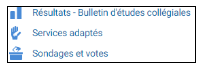 Résultats - Bulletin d'études collégiales
Services adaptés
Sondages et votes